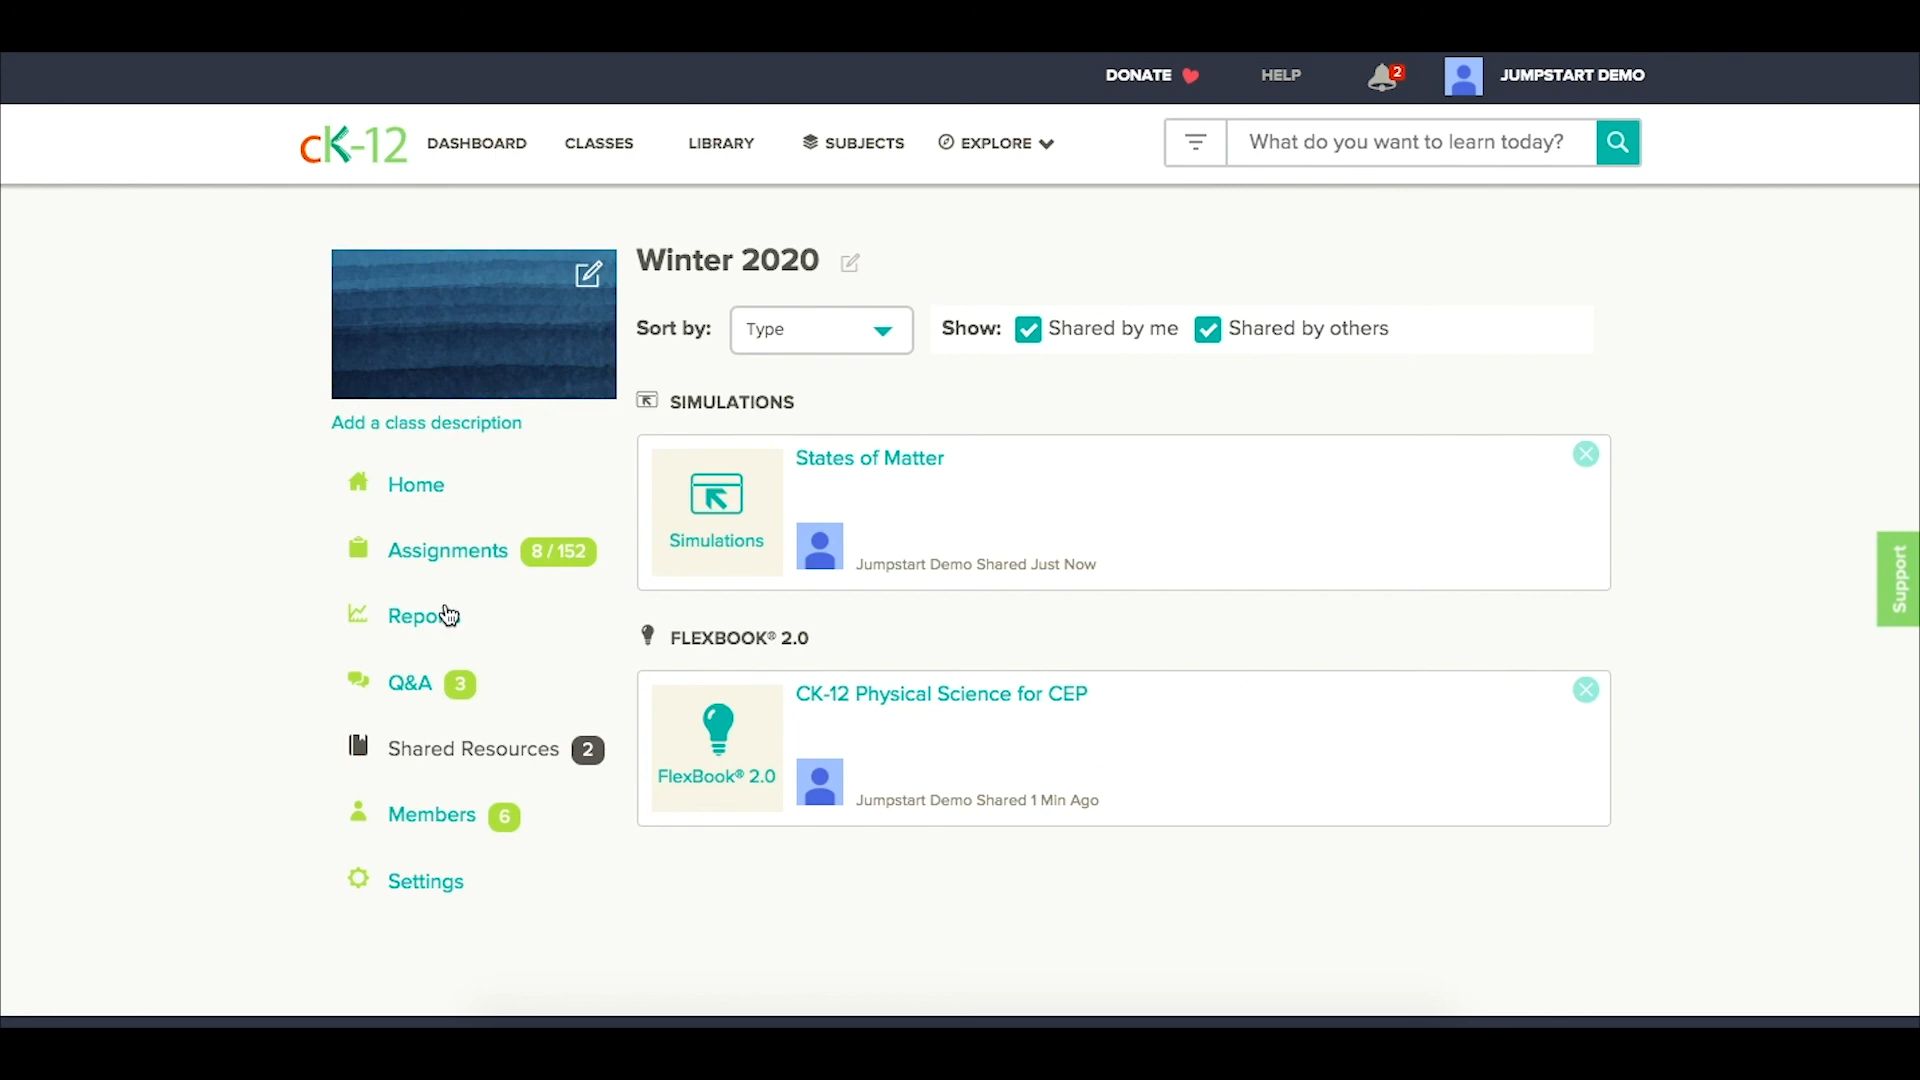 DONATE HELP 2 JUMPSTART DEMO
cK-12 DASHBOARD CLASSES LIBRARY SUBJECTS EXPLORE What do you want to learn today?
Winter 2020
Sort by: Type Show: Shared by me Shared by others
SIMULATIONS
Add a class description
States of Matter
Simulations
Jumpstart Demo Shared Just Now
Home
Assignments 8 / 152
Q&A 3
Shared Resources 2
Members 6
Settings
FLEXBOOK® 2.0
CK-12 Physical Science for CEP
FlexBook® 2.0
Jumpstart Demo Shared 1 Min Ago
Support